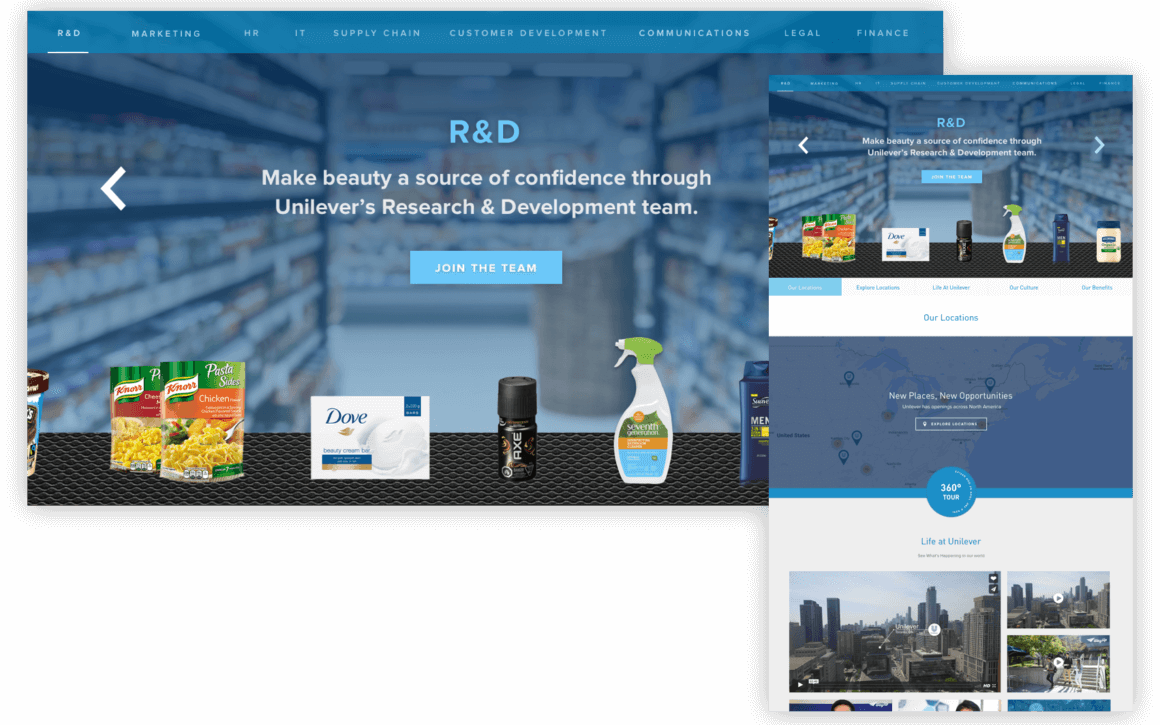 R&D MARKETING HR IT SUPPLY CHAIN CUSTOMER DEVELOPMENT COMMUNICATIONS LEGAL FINANCE
R&D
Make beauty a source of confidence through
Unilever’s Research & Development team.
JOIN THE TEAM
Knorr
Pasta
Sides
Knorr
Chicken
Dove
beauty cream bar
AXE
seventh
generation
MEN
R&D MARKETING HR IT SUPPLY CHAIN CUSTOMER DEVELOPMENT COMMUNICATIONS LEGAL FINANCE
R&D
Make beauty a source of confidence through
Unilever’s Research & Development team.
JOIN THE TEAM
Knorr
Dove
Our Locations Explore Locations Life At Unilever Our Culture Our Benefits
Our Locations
New Places, New Opportunities
Unilever has openings across North America
EXPLORE LOCATIONS
United States
360°
TOUR
Life at Unilever
See What's Happening in our world
Unilever
HD